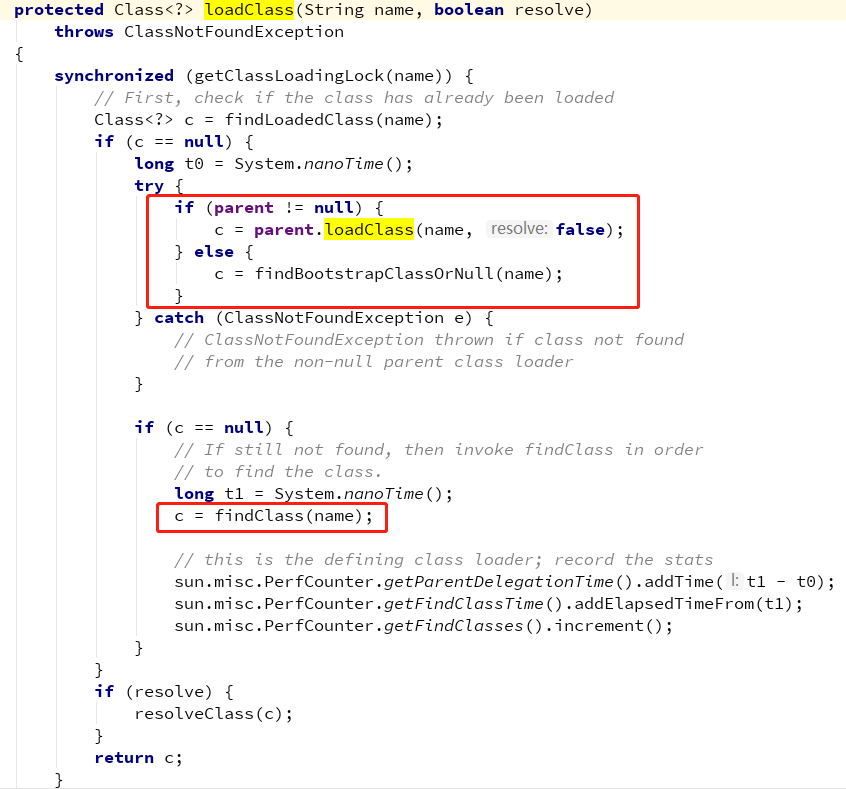 protected Class<?> loadClass(String name, boolean resolve)
    throws ClassNotFoundException
{
    synchronized (getClassLoadingLock(name)) {
        // First, check if the class has already been loaded
        Class<?> c = findLoadedClass(name);
        if (c == null) {
            long t0 = System.nanoTime();
            try {
                if (parent != null) {
                    c = parent.loadClass(name, resolve: false);
                } else {
                    c = findBootstrapClassOrNull(name);
                }
            } catch (ClassNotFoundException e) {
                // ClassNotFoundException thrown if class not found
                // from the non-null parent class loader
            }

            if (c == null) {
                // If still not found, then invoke findClass in order
                // to find the class.
                long t1 = System.nanoTime();
                c = findClass(name);

                // this is the defining class loader; record the stats
                sun.misc.PerfCounter.getParentDelegationTime().addTime( l: t1 - t0);
                sun.misc.PerfCounter.getFindClassTime().addElapsedTimeFrom(t1);
                sun.misc.PerfCounter.getFindClasses().increment();
            }
        }
        if (resolve) {
            resolveClass(c);
        }
        return c;
    }